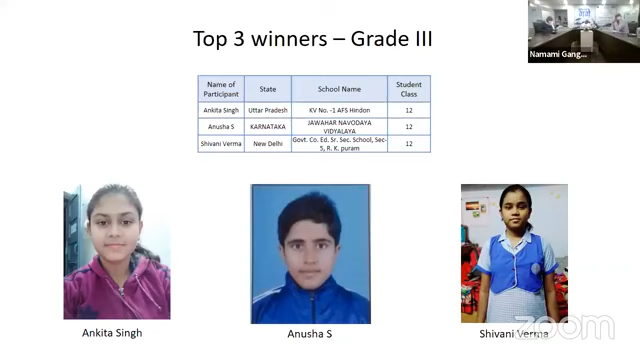 Top 3 winners – Grade III
Namami Gang...
Name of Participant State School Name Student Class
Ankita Singh Uttar Pradesh KV No. -1 AFS Hindon 12
Anusha S KARNATAKA JAWAHAR NAVODAYA VIDYALAYA 12
Shivani Verma New Delhi Govt. Co. Ed. Sr. Sec. School, Sec-5, R. K. puram 12
Ankita Singh
Anusha S
Shivani Verma
zoom